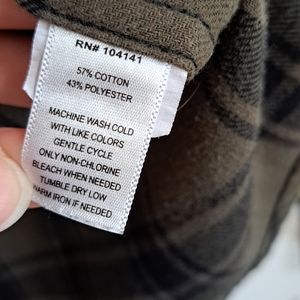 RN# 104141
57% COTTON
43% POLYESTER
MACHINE WASH COLD
WITH LIKE COLORS
GENTLE CYCLE
ONLY NON-CHLORINE
BLEACH WHEN NEEDED
TUMBLE DRY LOW
WARM IRON IF NEEDED